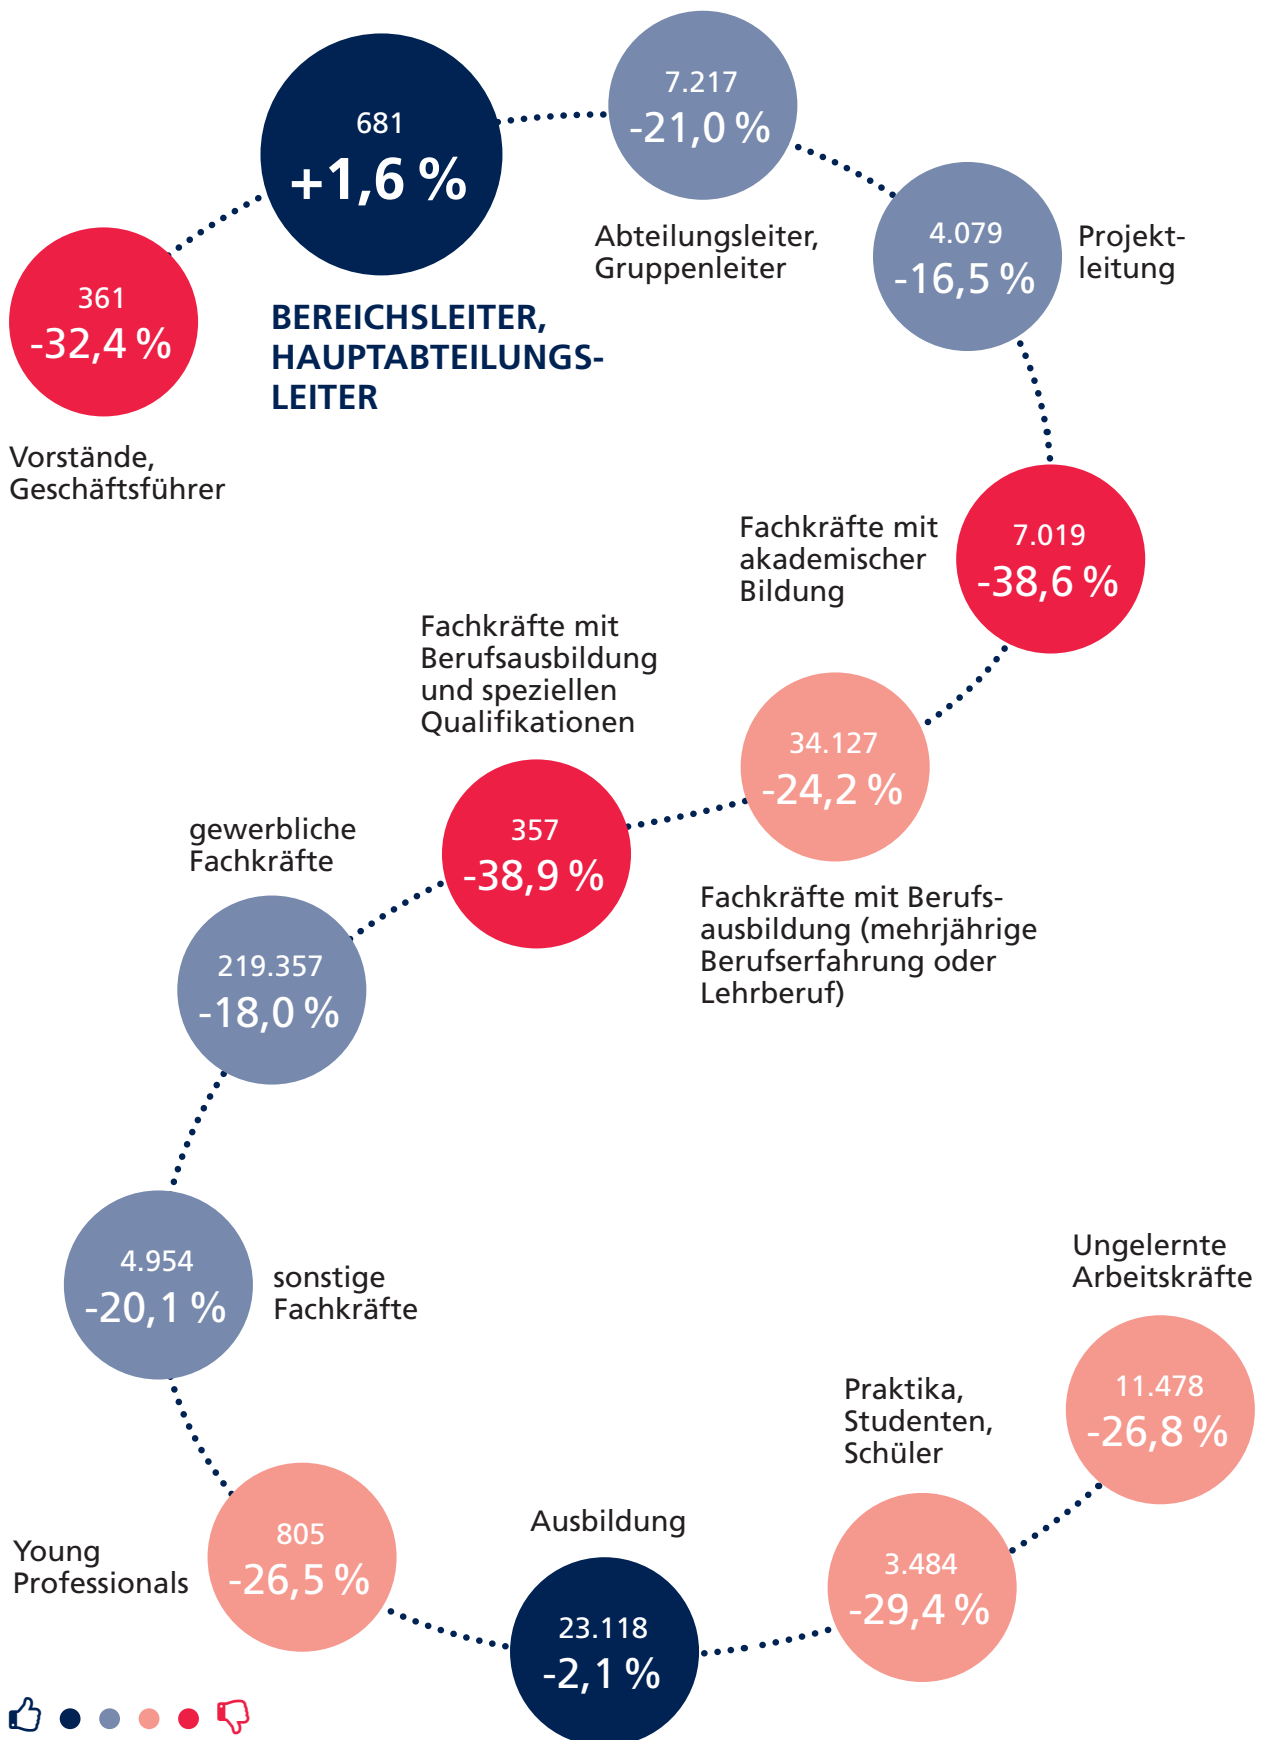 361
-32,4 %
Vorstände,
Geschäftsführer
681
+1,6 %
BEREICHSLEITER,
HAUPTABTEILUNGS-
LEITER
7.217
-21,0 %
Abteilungsleiter,
Gruppenleiter
4.079
-16,5 %
Projekt-
leitung
Fachkräfte mit
akademischer
Bildung
7.019
-38,6 %
34.127
-24,2 %
Fachkräfte mit Berufs-
ausbildung (mehrjährige
Berufserfahrung oder
Lehrberuf)
Fachkräfte mit
Berufsausbildung
und speziellen
Qualifikationen
357
-38,9 %
gewerbliche
Fachkräfte
219.357
-18,0 %
4.954
-20,1 %
sonstige
Fachkräfte
Young
Professionals
805
-26,5 %
Ausbildung
23.118
-2,1 %
Praktika,
Studenten,
Schüler
3.484
-29,4 %
Ungelernte
Arbeitskräfte
11.478
-26,8 %